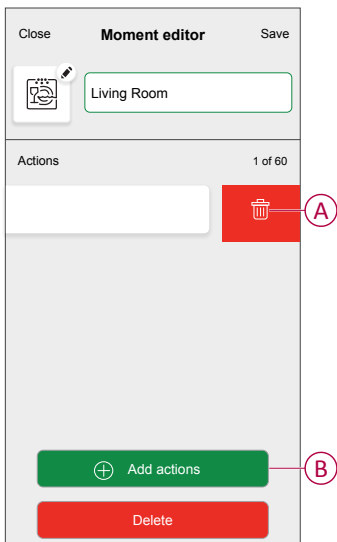 Close Moment editor Save
Living Room
Actions 1 of 60
A
Add actions B
Delete